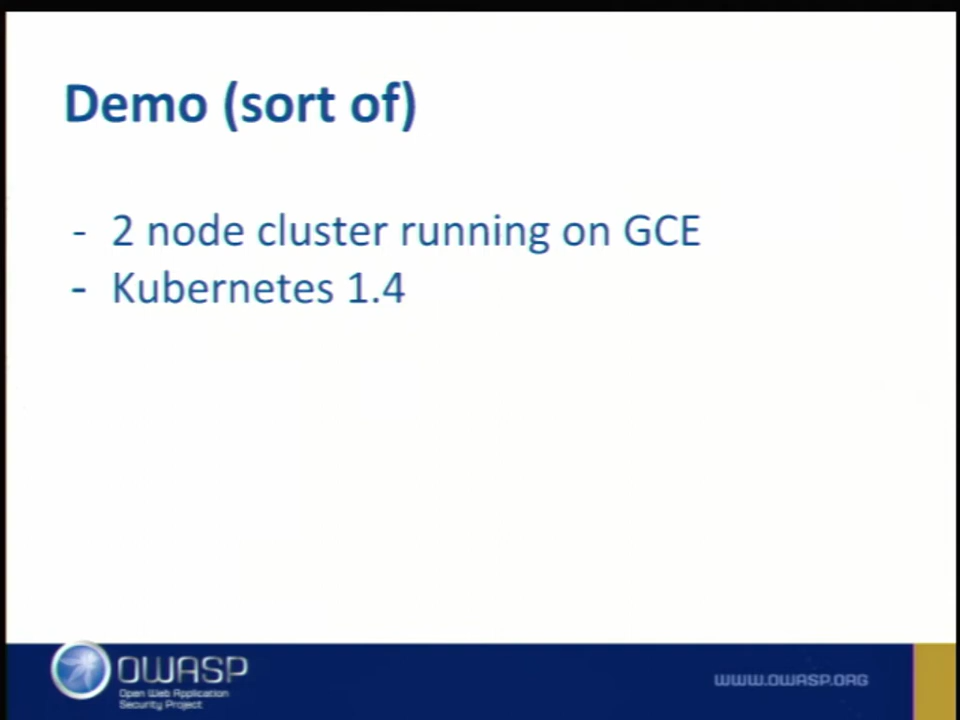 Demo (sort of)
- 2 node cluster running on GCE
- Kubernetes 1.4
OWASP
Open Web Application
Security Project
WWW.OWASP.ORG